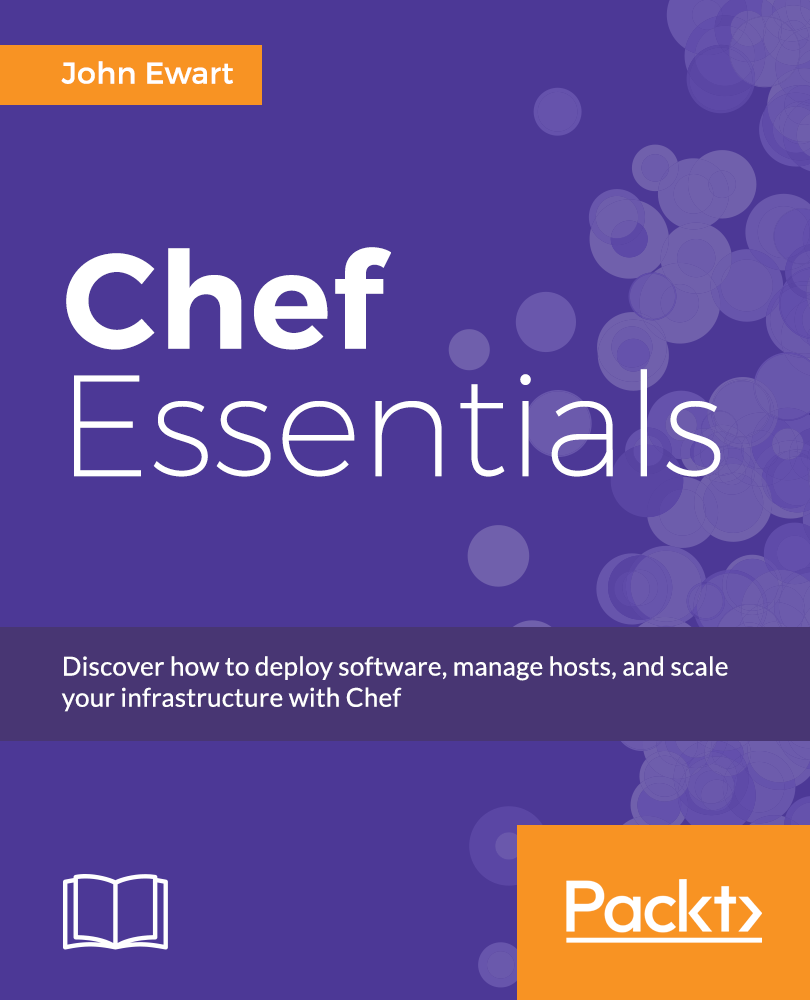 John Ewart
Chef
Essentials
Discover how to deploy software, manage hosts, and scale
your infrastructure with Chef
Packt>